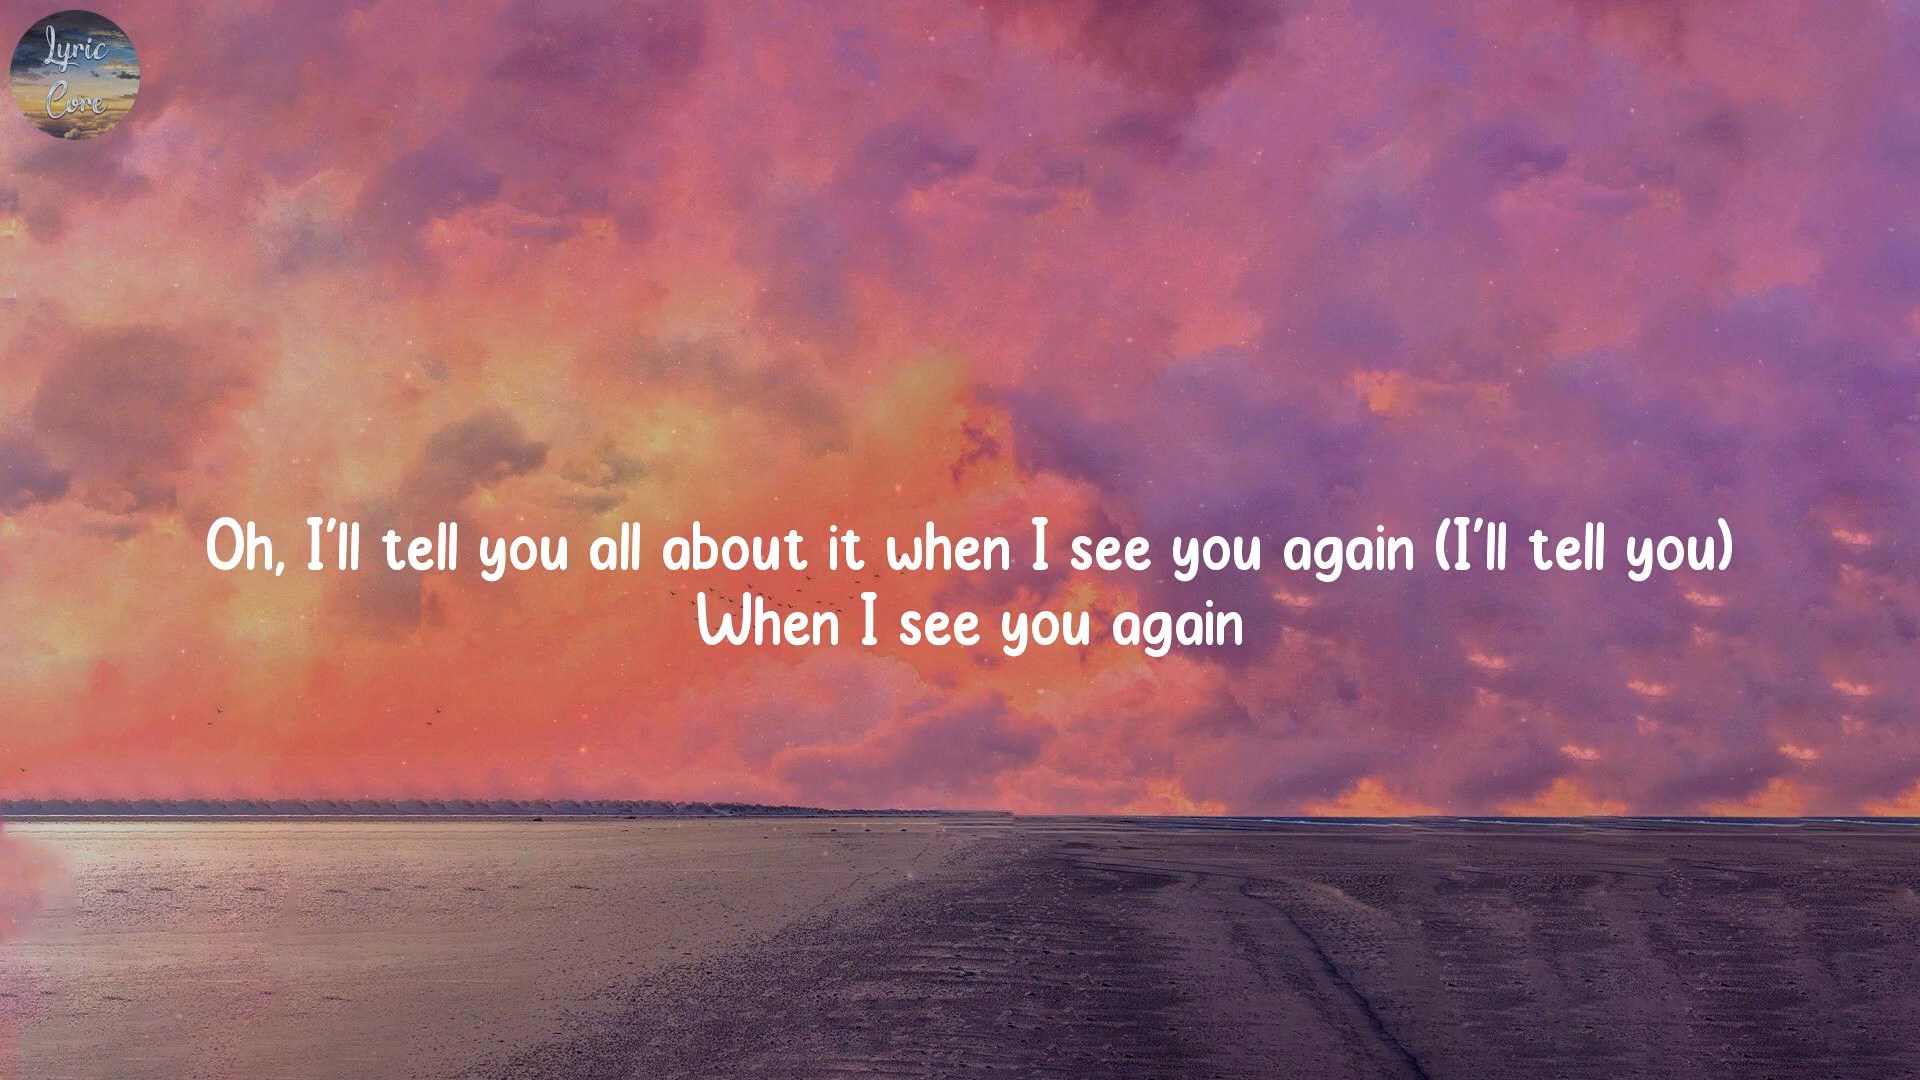 Lyric
Core
Oh, I'll tell you all about it when I see you again (I'll tell you)
When I see you again